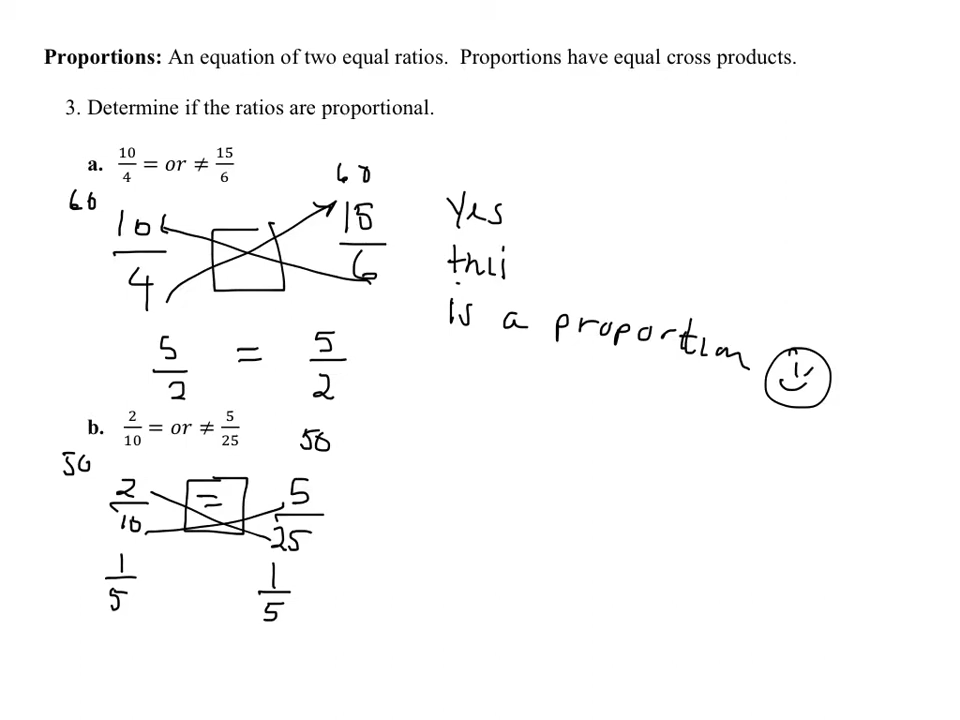 Proportions: An equation of two equal ratios. Proportions have equal cross products.
3. Determine if the ratios are proportional.
a. 10/4 = or ≠ 15/6
60 60
10/4 15/6
Yes
this
is a proportion
5/2 = 5/2
b. 2/10 = or ≠ 5/25
50 50
2/10 = 5/25
1/5 1/5